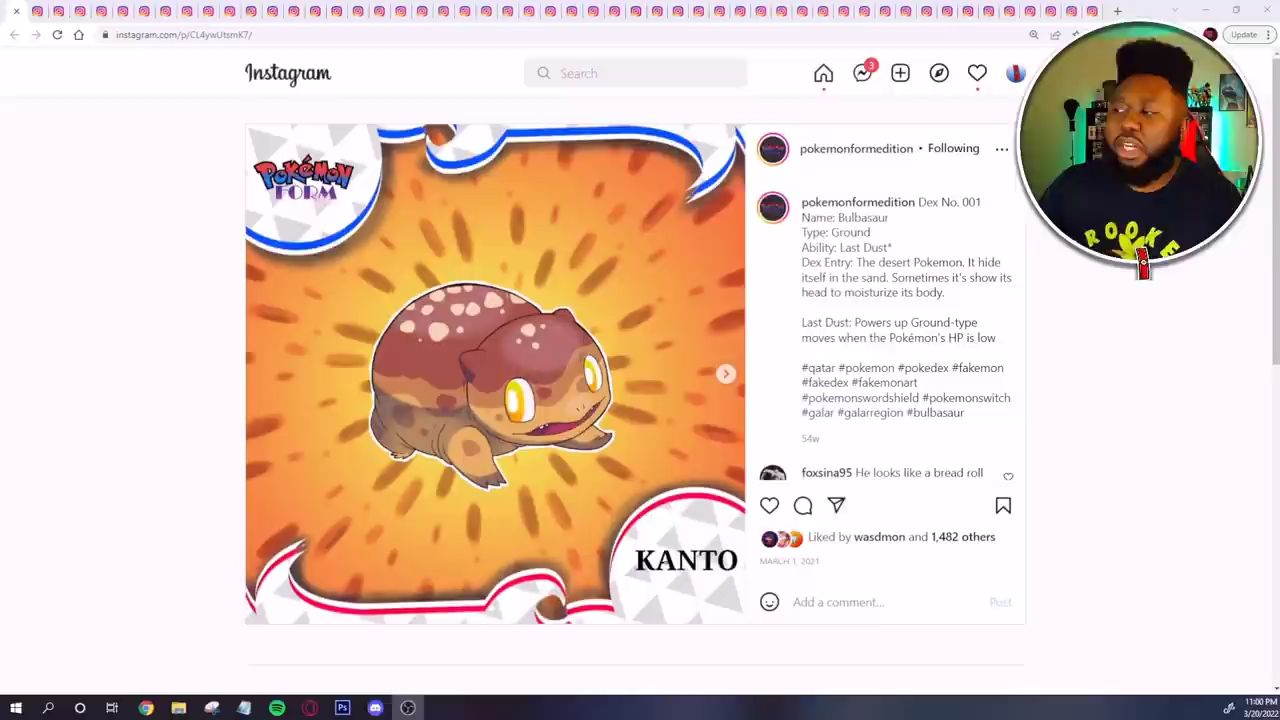 instagram.com/p/CL4ywUtsmK7/
Update
Instagram
Search
3
POKéMON
FORM
KANTO
pokemonformedition • Following
pokemonformedition Dex No. 001
Name: Bulbasaur
Type: Ground
Ability: Last Dust*
Dex Entry: The desert Pokemon. It hide
itself in the sand. Sometimes it's show its
head to moisturize its body.
Last Dust: Powers up Ground-type
moves when the Pokémon's HP is low
#qatar #pokemon #pokedex #fakemon
#fakedex #fakemonart
#pokemonswordshield #pokemonswitch
#galar #galarregion #bulbasaur
54w
foxsina95 He looks like a bread roll
Liked by wasdmon and 1,482 others
MARCH 1, 2021
Add a comment...
Post
ROOKE
Ps
11:00 PM
3/20/2022